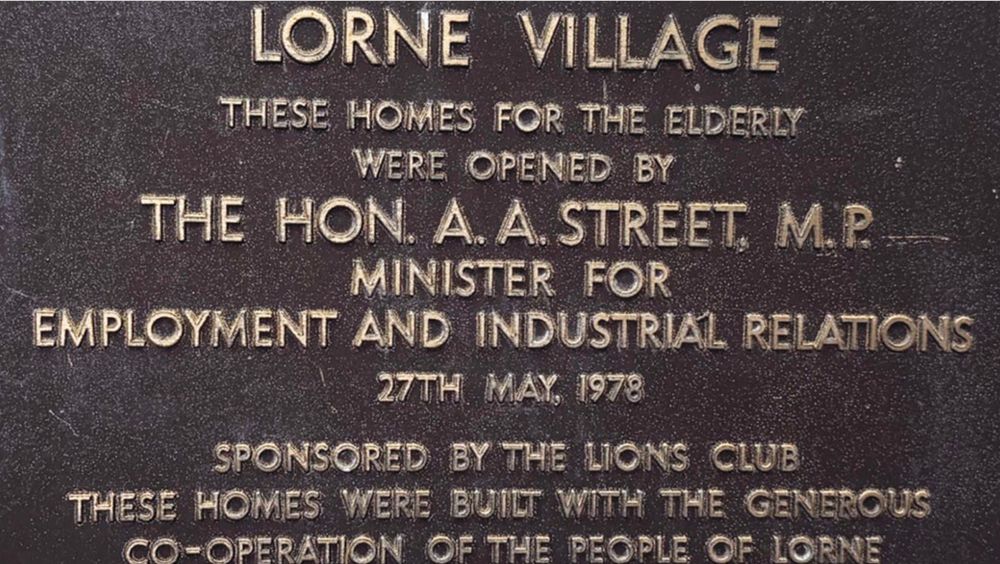 LORNE VILLAGE
THESE HOMES FOR THE ELDERLY
WERE OPENED BY
THE HON. A. A. STREET, M. P.
MINISTER FOR
EMPLOYMENT AND INDUSTRIAL RELATIONS
27TH MAY, 1978
SPONSORED BY THE LIONS CLUB
THESE HOMES WERE BUILT WITH THE GENEROUS
CO-OPERATION OF THE PEOPLE OF LORNE